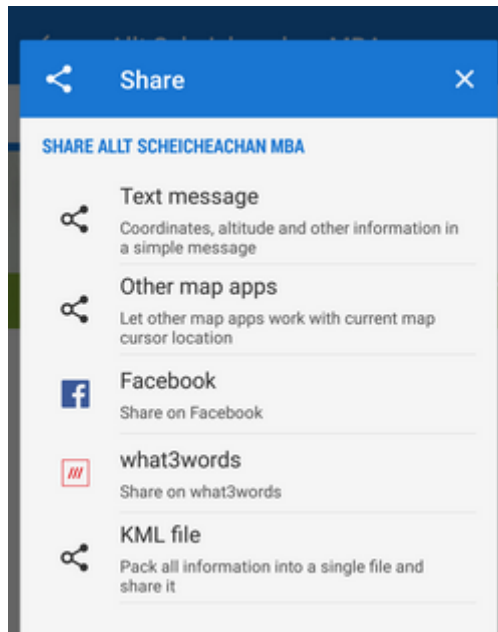 Share
SHARE ALLT SCHEICHEACHAN MBA
Text message
Coordinates, altitude and other information in
a simple message
Other map apps
Let other map apps work with current map
cursor location
Facebook
Share on Facebook
what3words
Share on what3words
KML file
Pack all information into a single file and
share it